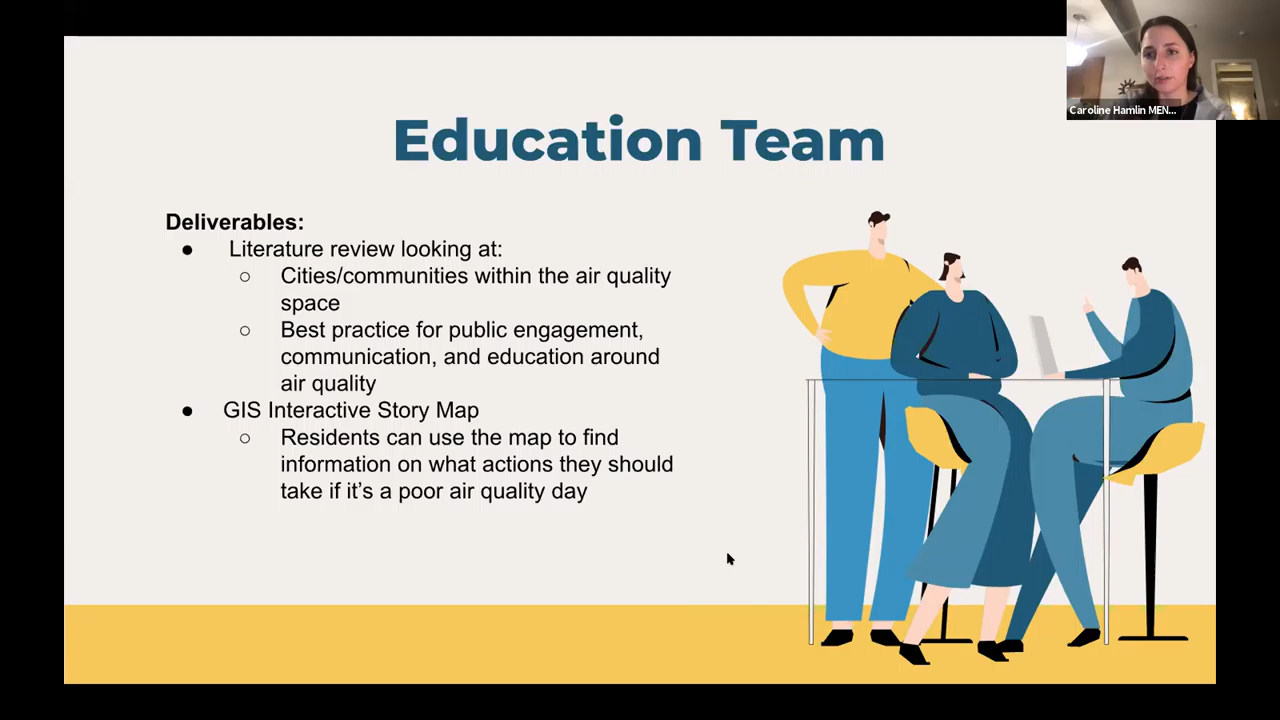 Caroline Hamlin MEN...
Education Team
Deliverables:
● Literature review looking at:
○ Cities/communities within the air quality
space
○ Best practice for public engagement,
communication, and education around
air quality
● GIS Interactive Story Map
○ Residents can use the map to find
information on what actions they should
take if it's a poor air quality day